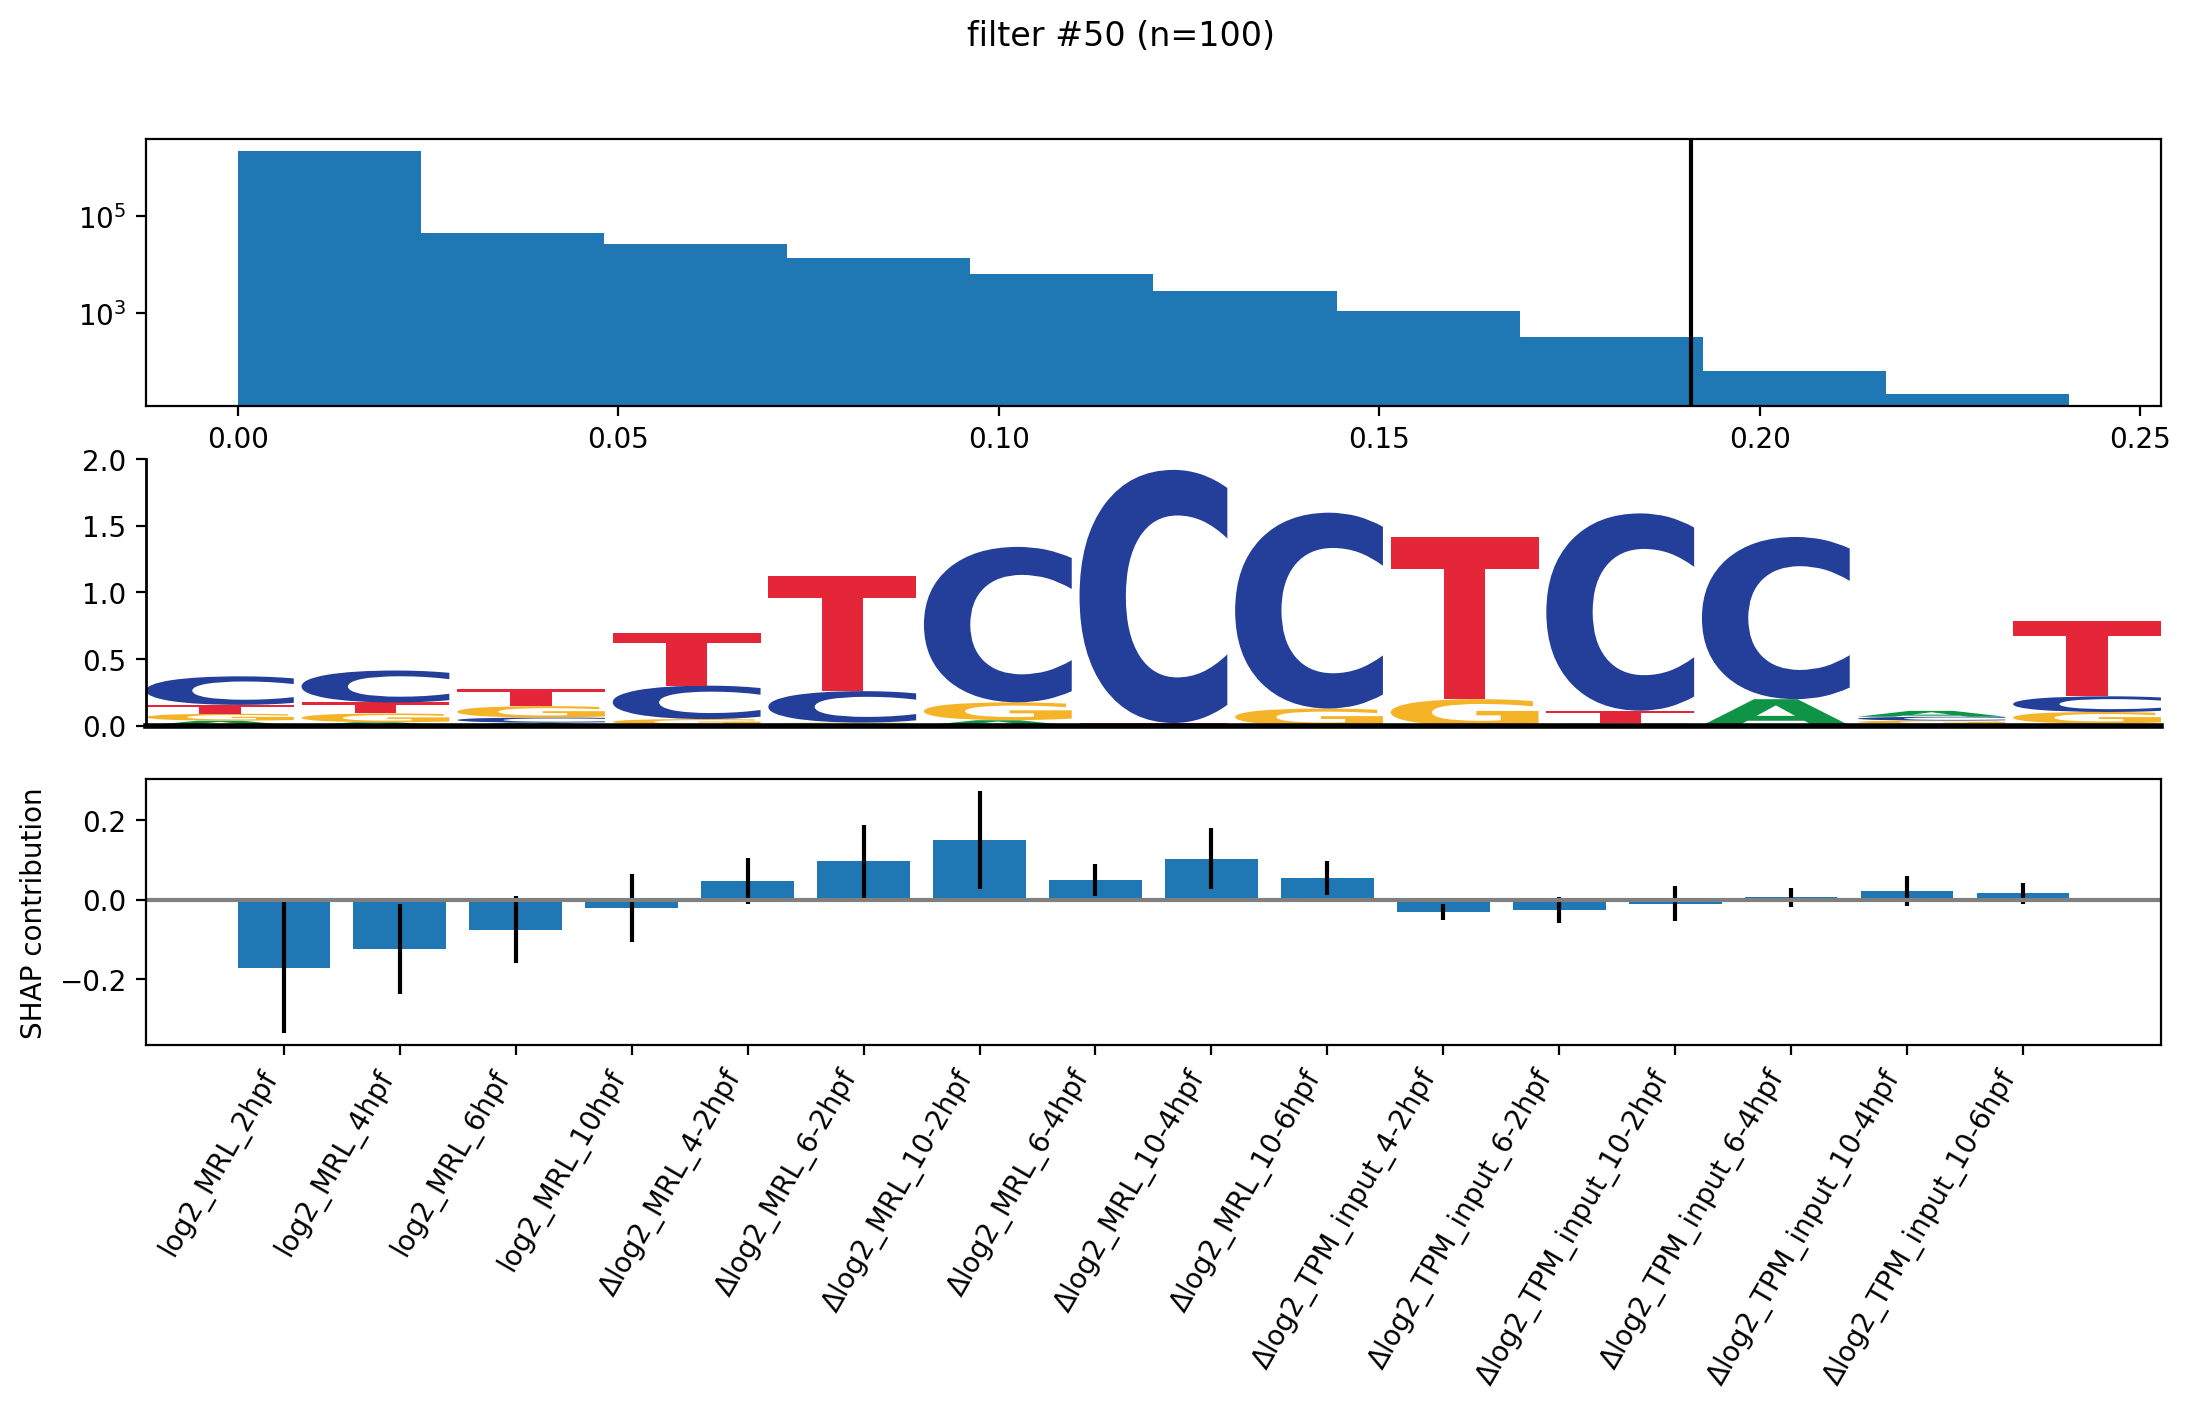 filter #50 (n=100)
10^5
10^3
0.00 0.05 0.10 0.15 0.20 0.25
2.0
1.5
1.0
0.5
0.0
C C T T T C C C T C C A T
T T G C C G G G T A C C
G G C G A G
SHAP contribution
0.2
0.0
−0.2
log2_MRL_2hpf
log2_MRL_4hpf
log2_MRL_6hpf
log2_MRL_10hpf
Δlog2_MRL_4-2hpf
Δlog2_MRL_6-2hpf
Δlog2_MRL_10-2hpf
Δlog2_MRL_6-4hpf
Δlog2_MRL_10-4hpf
Δlog2_MRL_10-6hpf
Δlog2_TPM_input_4-2hpf
Δlog2_TPM_input_6-2hpf
Δlog2_TPM_input_10-2hpf
Δlog2_TPM_input_6-4hpf
Δlog2_TPM_input_10-4hpf
Δlog2_TPM_input_10-6hpf